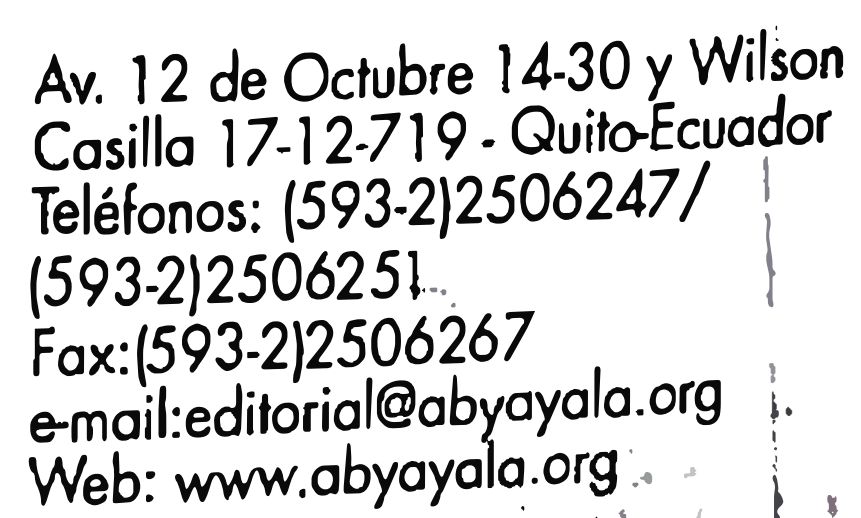 Av. 12 de Octubre 14-30 y Wilson
Casilla 17-12-719 - Quito-Ecuador
Teléfonos: (593-2)2506247/
(593-2)2506251
Fax:(593-2)2506267
e-mail:editorial@abyayala.org
Web: www.abyayala.org